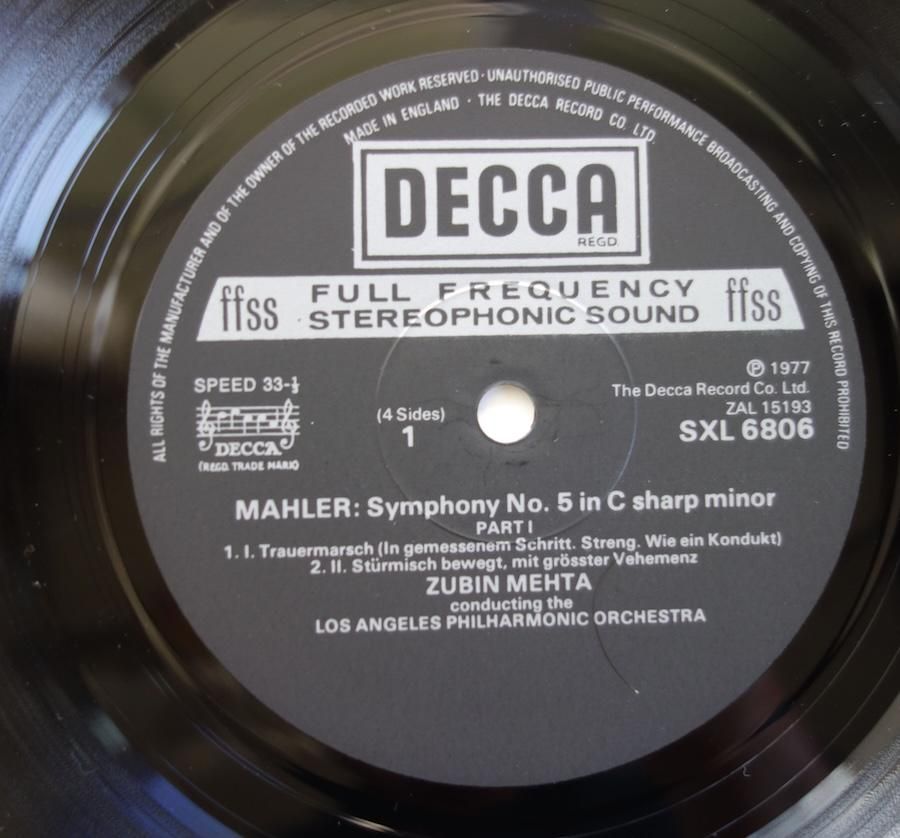 ALL RIGHTS OF THE MANUFACTURER AND OF THE OWNER OF THE RECORDED WORK RESERVED · UNAUTHORISED PUBLIC PERFORMANCE BROADCASTING AND COPYING OF THIS RECORD PROHIBITED
MADE IN ENGLAND · THE DECCA RECORD CO. LTD.
DECCA
REGD.
ffss FULL FREQUENCY ffss
STEREOPHONIC SOUND
SPEED 33-⅓
DECCA
(REGD. TRADE MARK)
(4 Sides)
1
℗ 1977
The Decca Record Co. Ltd.
ZAL 15193
SXL 6806
MAHLER: Symphony No. 5 in C sharp minor
PART I
1. I. Trauermarsch (In gemessenem Schritt. Streng. Wie ein Kondukt)
2. II. Stürmisch bewegt, mit grösster Vehemenz
ZUBIN MEHTA
conducting the
LOS ANGELES PHILHARMONIC ORCHESTRA